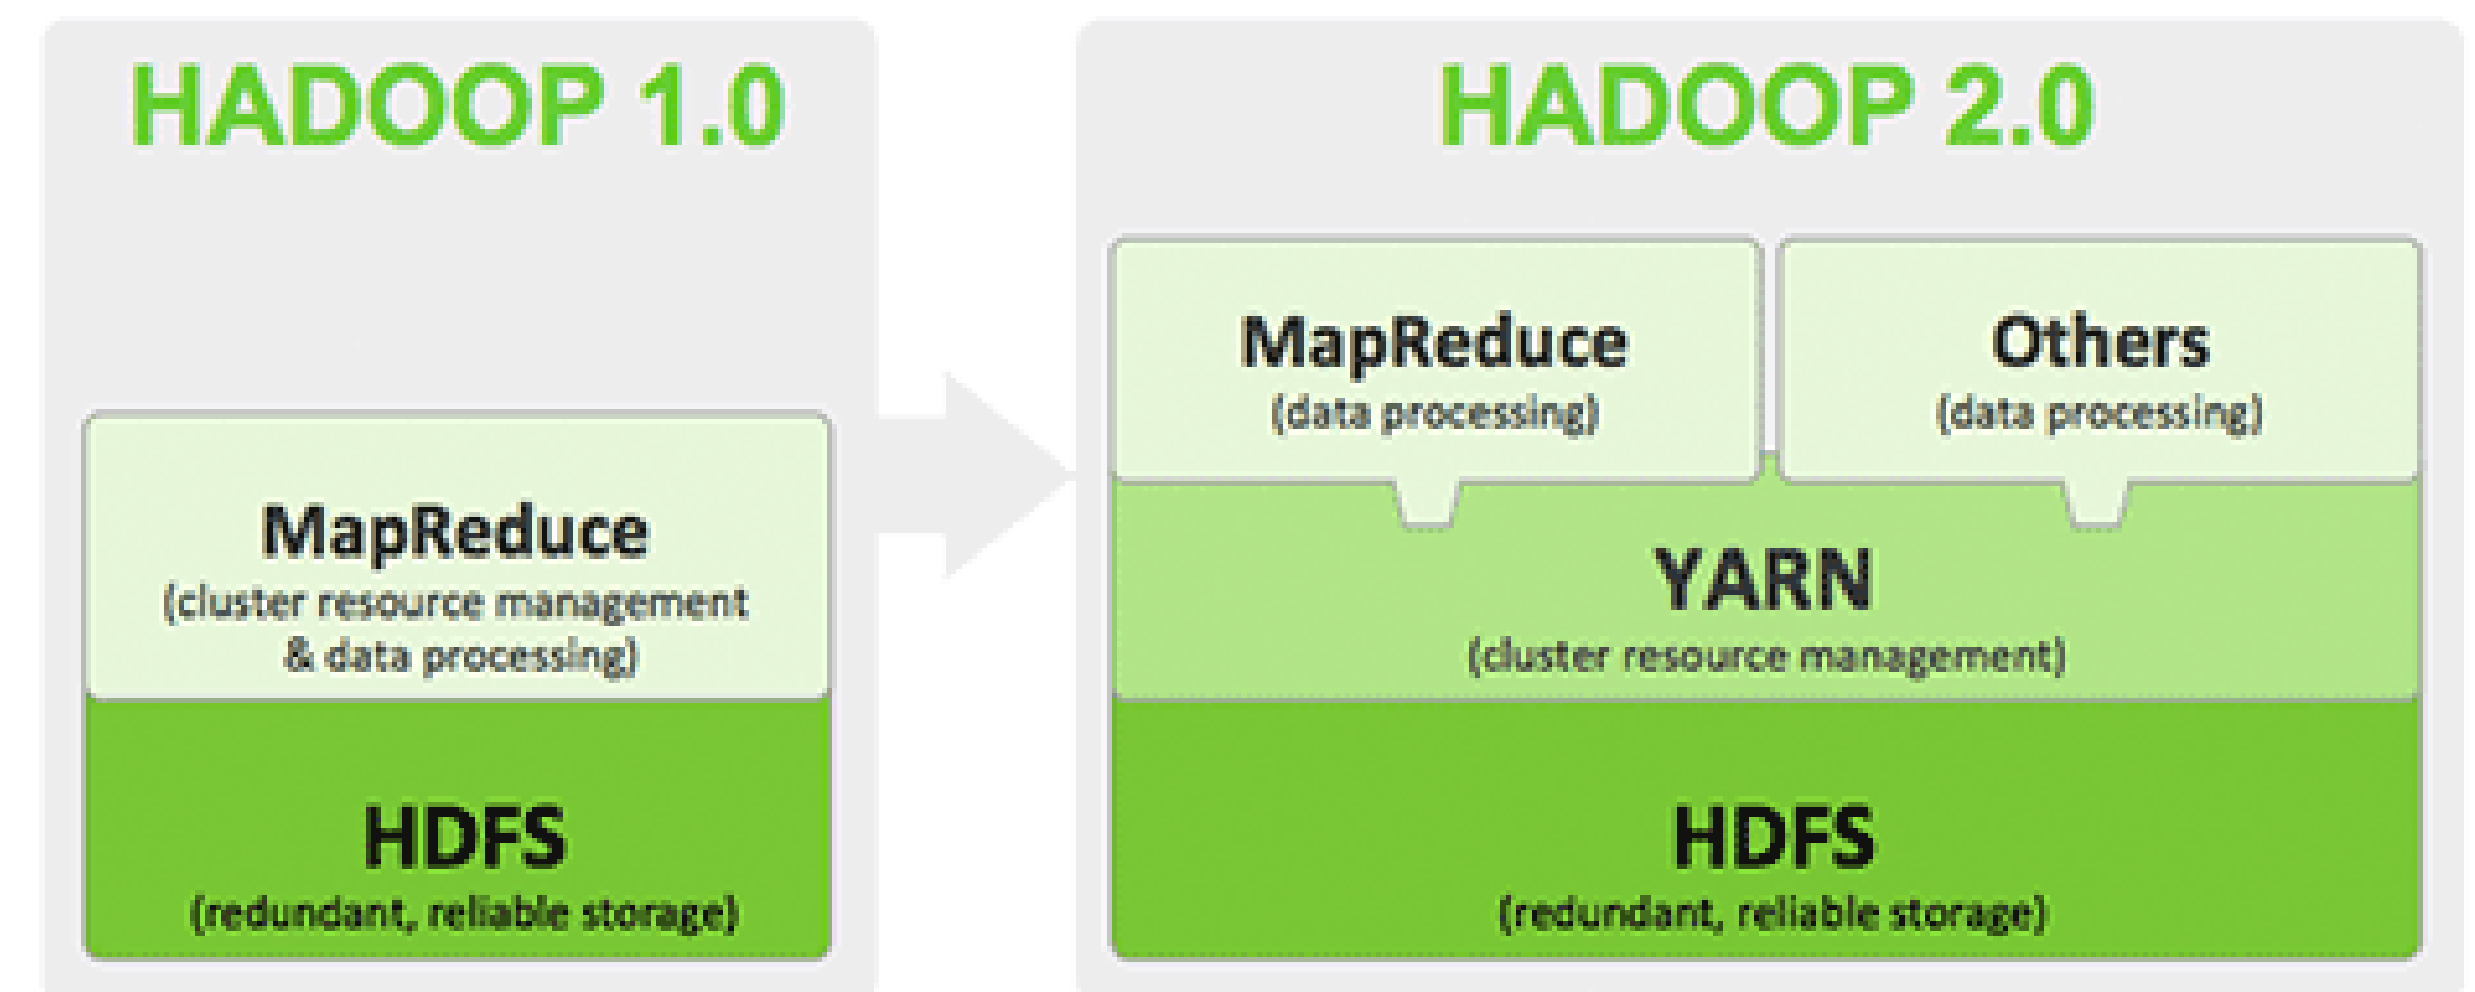 HADOOP 1.0
MapReduce
(cluster resource management
& data processing)
HDFS
(redundant, reliable storage)
HADOOP 2.0
MapReduce
(data processing)
Others
(data processing)
YARN
(cluster resource management)
HDFS
(redundant, reliable storage)